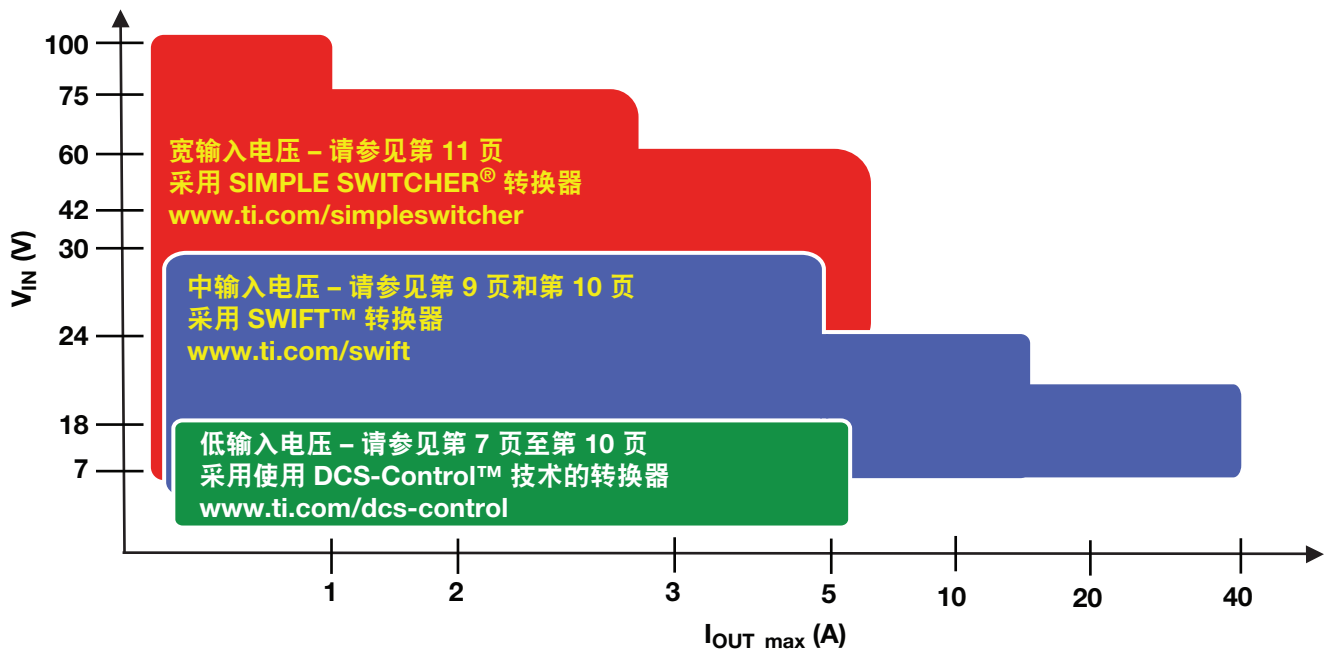 100
75
60
42
30
24
18
7
V_IN (V)
宽输入电压 – 请参见第 11 页
采用 SIMPLE SWITCHER® 转换器
www.ti.com/simpleswitcher
中输入电压 – 请参见第 9 页和第 10 页
采用 SWIFT™ 转换器
www.ti.com/swift
低输入电压 – 请参见第 7 页至第 10 页
采用使用 DCS-Control™ 技术的转换器
www.ti.com/dcs-control
1 2 3 5 10 20 40
I_OUT max (A)